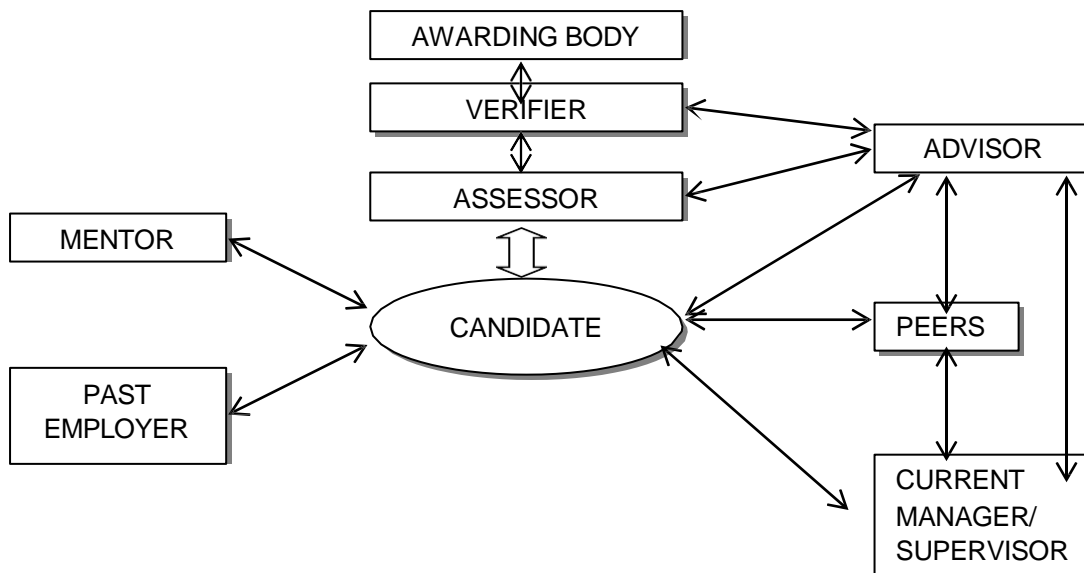 AWARDING BODY
VERIFIER
ADVISOR
ASSESSOR
MENTOR
CANDIDATE
PEERS
PAST
EMPLOYER
CURRENT
MANAGER/
SUPERVISOR